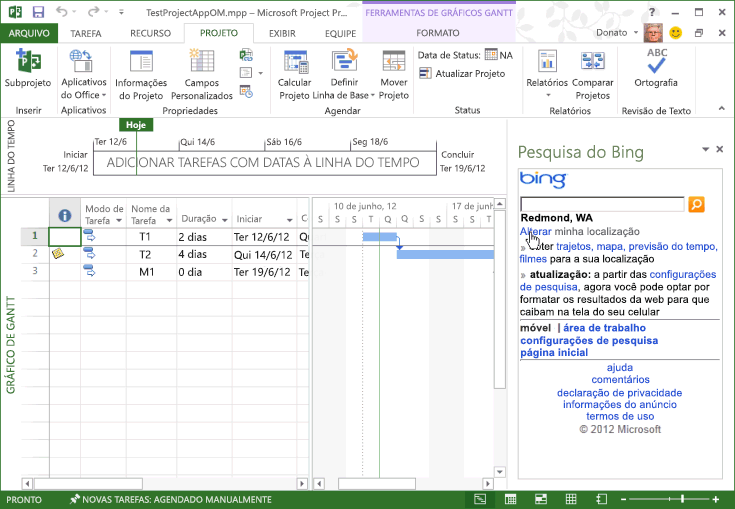 TestProjectAppOM.mpp - Microsoft Project Pr...
FERRAMENTAS DE GRÁFICOS GANTT
ARQUIVO
TAREFA
RECURSO
PROJETO
EXIBIR
EQUIPE
FORMATO
Donato
Subprojeto
Inserir
Aplicativos
do Office
Aplicativos
Informações
do Projeto
Campos
Personalizados
Propriedades
Calcular
Projeto
Definir
Linha de Base
Mover
Projeto
Agendar
Data de Status:
NA
Atualizar Projeto
Status
Relatórios
Comparar
Projetos
Relatórios
ABC
Ortografia
Revisão de Texto
LINHA DO TEMPO
Hoje
Ter 12/6
Qui 14/6
Sáb 16/6
Seg 18/6
Iniciar
Ter 12/6/12
ADICIONAR TAREFAS COM DATAS À LINHA DO TEMPO
Concluir
Ter 19/6/12
GRÁFICO DE GANTT
Modo de
Tarefa
Nome da
Tarefa
Duração
Iniciar
C
10 de junho, 12
17 de jun
S S T Q Q S S S T
1 T1 2 dias Ter 12/6/12 Q
2 T2 4 dias Qui 14/6/12 Q
3 M1 0 dia Ter 19/6/12 T
Pesquisa do Bing
bing
Redmond, WA
Alterar minha localização
» obter trajetos, mapa, previsão do tempo,
filmes para a sua localização
» atualização: a partir das configurações
de pesquisa, agora você pode optar por
formatar os resultados da web para que
caibam na tela do seu celular
móvel | área de trabalho
configurações de pesquisa
página inicial
ajuda
comentários
declaração de privacidade
informações do anúncio
termos de uso
© 2012 Microsoft
PRONTO
NOVAS TAREFAS: AGENDADO MANUALMENTE